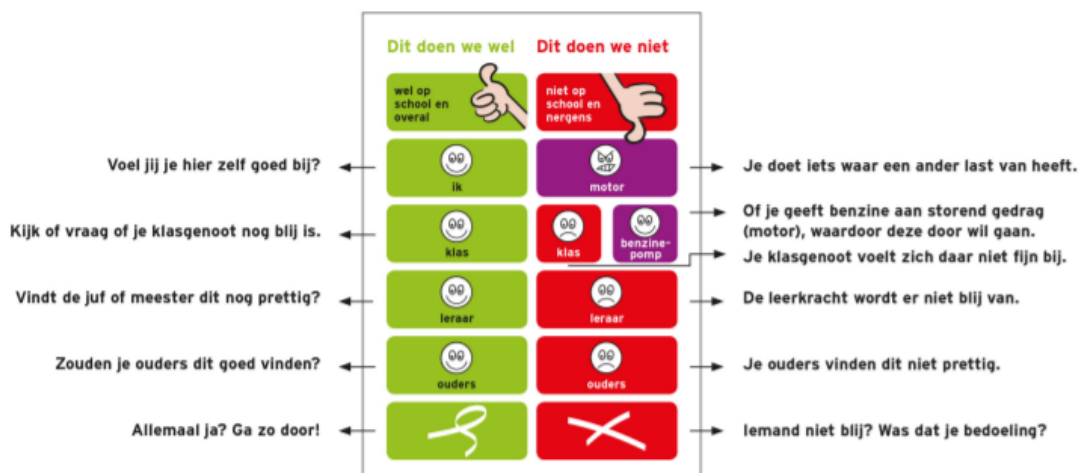 Dit doen we wel
Dit doen we niet
wel op
school en
overal
niet op
school en
nergens
Voel jij je hier zelf goed bij?
ik
motor
Je doet iets waar een ander last van heeft.
Kijk of vraag of je klasgenoot nog blij is.
klas
klas
benzine-
pomp
Of je geeft benzine aan storend gedrag
(motor), waardoor deze door wil gaan.
Je klasgenoot voelt zich daar niet fijn bij.
Vindt de juf of meester dit nog prettig?
leraar
leraar
De leerkracht wordt er niet blij van.
Zouden je ouders dit goed vinden?
ouders
ouders
Je ouders vinden dit niet prettig.
Allemaal ja? Ga zo door!
Iemand niet blij? Was dat je bedoeling?